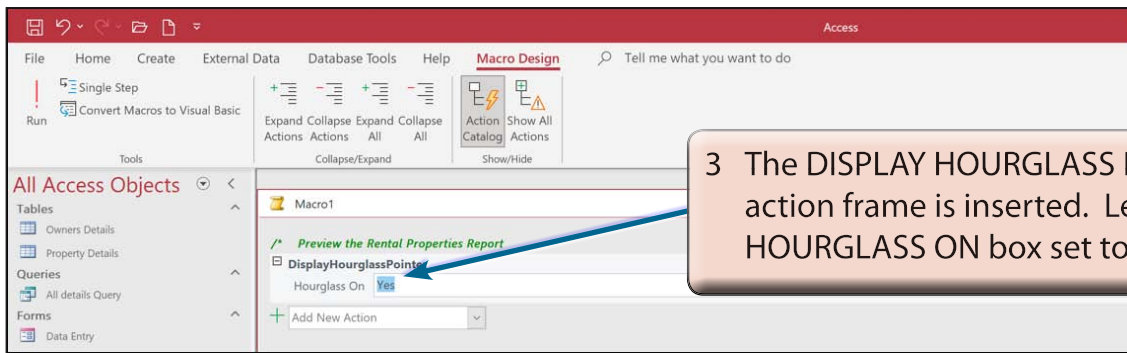 Access
File Home Create External Data Database Tools Help Macro Design Tell me what you want to do
Run
Single Step
Convert Macros to Visual Basic
Tools
Expand Actions
Collapse Actions
Expand All
Collapse All
Collapse/Expand
Action Catalog
Show All Actions
Show/Hide
All Access Objects
Tables
Owners Details
Property Details
Queries
All details Query
Forms
Data Entry
Macro1
/* Preview the Rental Properties Report
DisplayHourglassPointe
Hourglass On Yes
Add New Action
3 The DISPLAY HOURGLASS
action frame is inserted. Le
HOURGLASS ON box set to